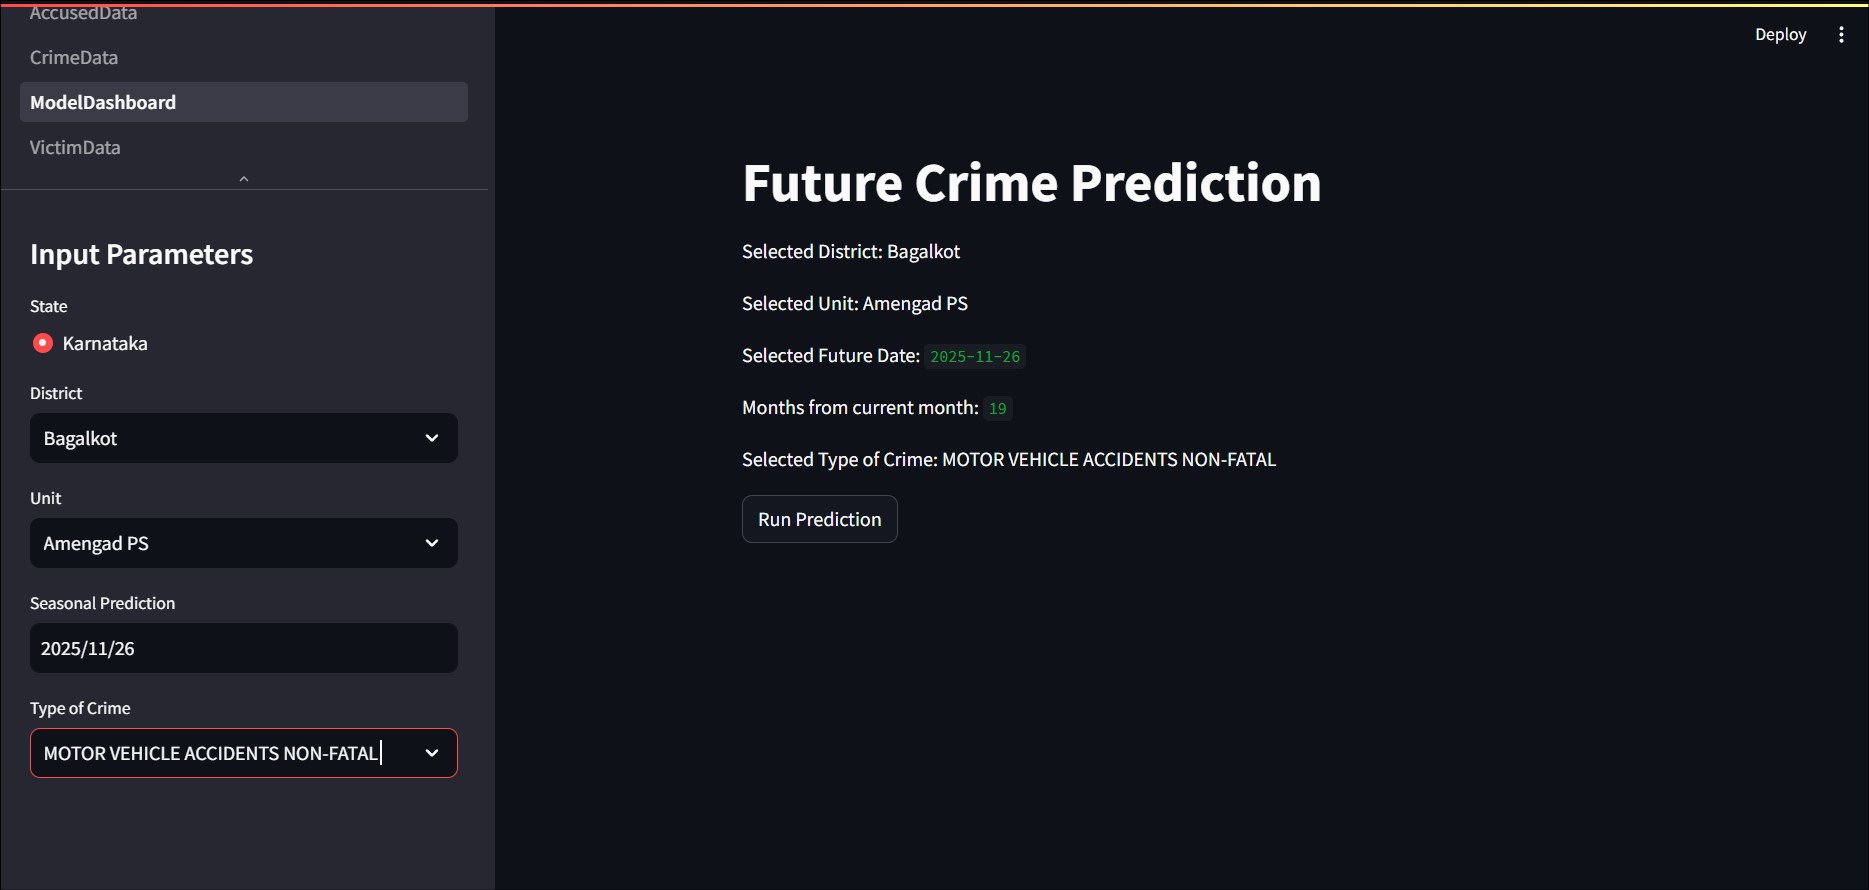 AccusedData
CrimeData
ModelDashboard
VictimData
Input Parameters
State
Karnataka
District
Bagalkot
Unit
Amengad PS
Seasonal Prediction
2025/11/26
Type of Crime
MOTOR VEHICLE ACCIDENTS NON-FATAL
Deploy
Future Crime Prediction
Selected District: Bagalkot
Selected Unit: Amengad PS
Selected Future Date: 2025-11-26
Months from current month: 19
Selected Type of Crime: MOTOR VEHICLE ACCIDENTS NON-FATAL
Run Prediction